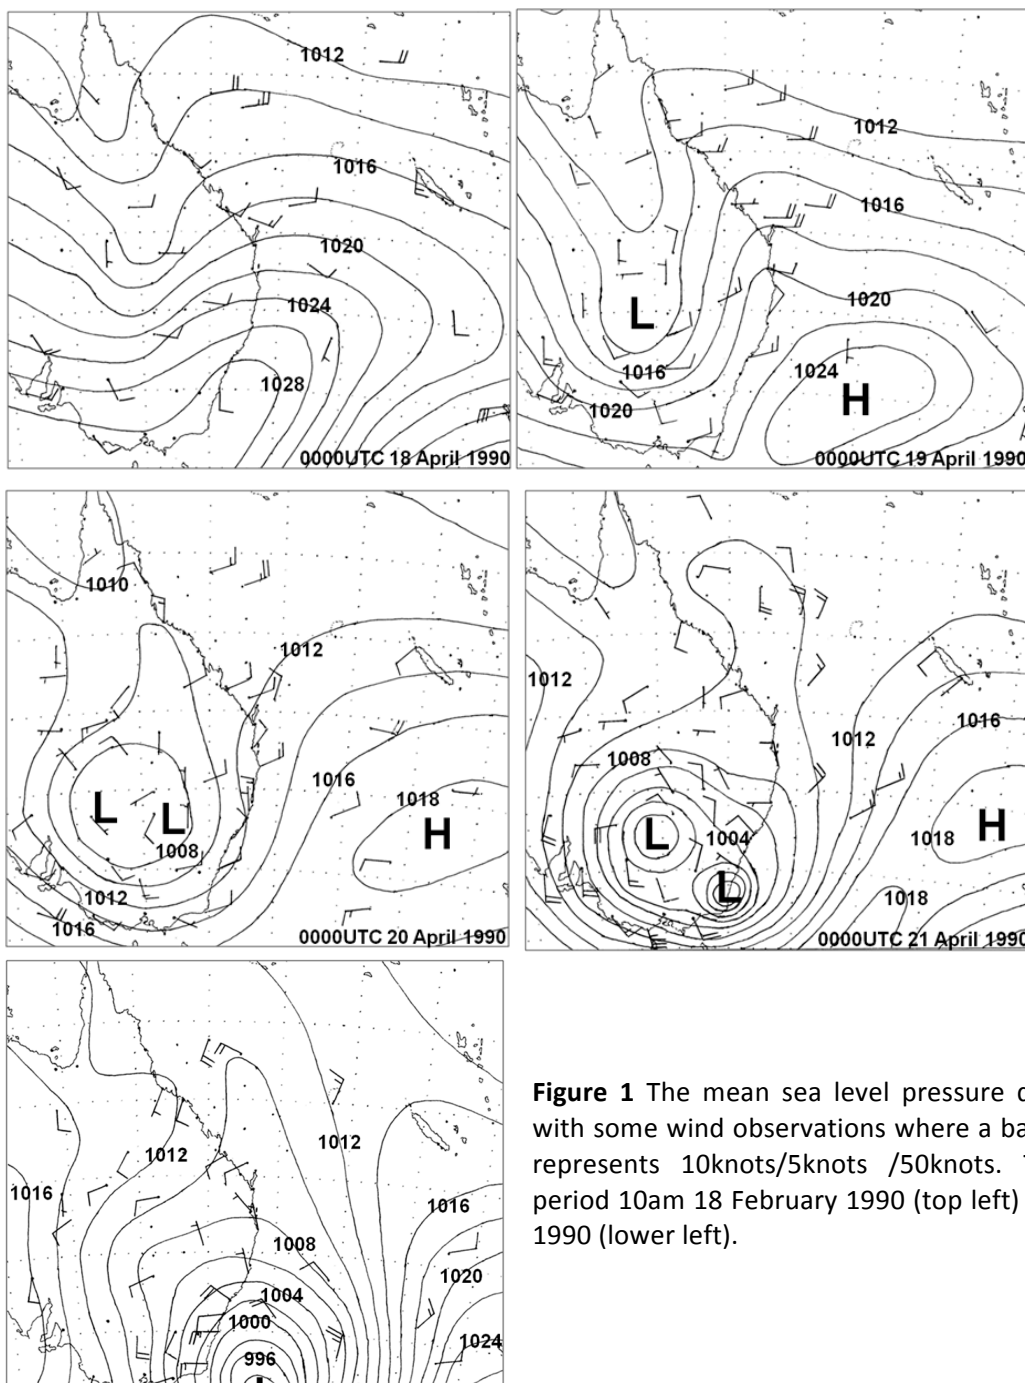 1012
1016
1020
1024
1028
0000UTC 18 April 1990
1012
1016
1020
L
1016
1024
H
1020
0000UTC 19 April 1990
1010
1012
1016
1018
L
L
H
1008
1012
1016
0000UTC 20 April 1990
1012
1016
1012
1008
1018
H
L
1004
L
1018
0000UTC 21 April 1990
1012
1012
1016
1016
1008
1020
1004
1000
1024
996
Figure 1 The mean sea level pressure
with some wind observations where a
represents 10knots/5knots /50knots.
period 10am 18 February 1990 (top left)
1990 (lower left).